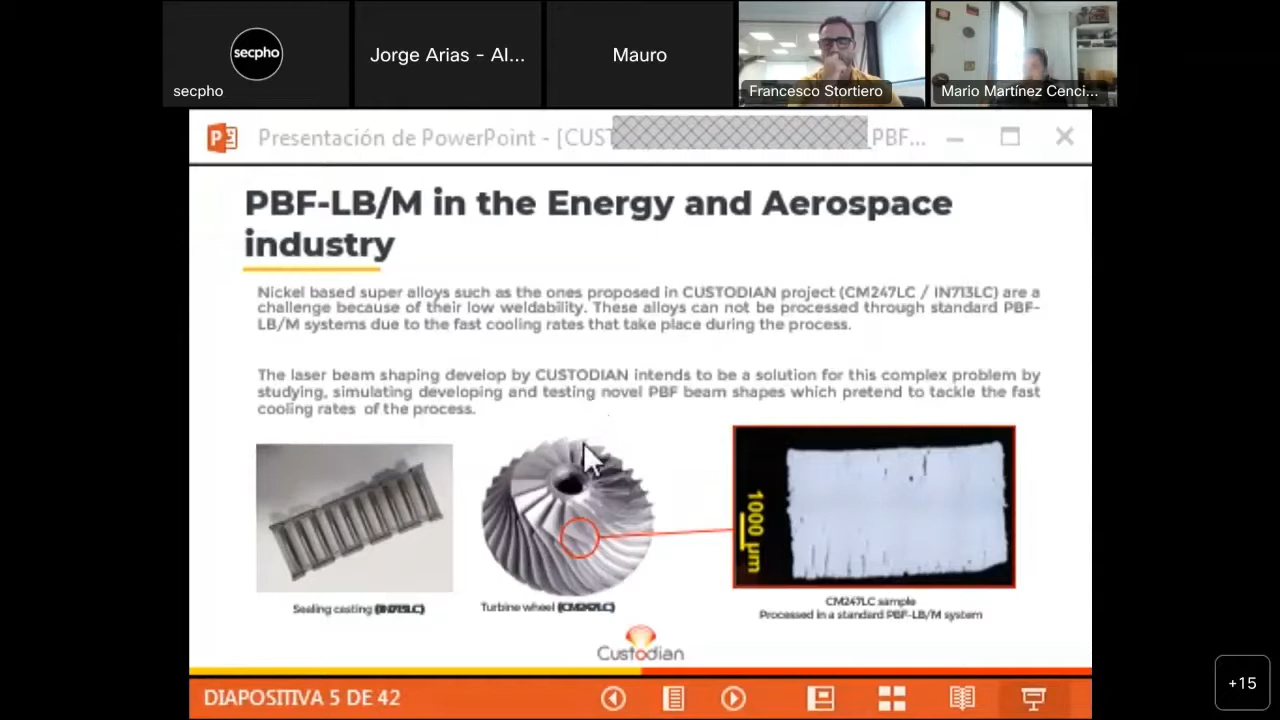 secpho
secpho
Jorge Arias - Al...
Mauro
Francesco Stortiero
Mario Martínez Cenci...
Presentación de PowerPoint - [CUST
_PBF...
PBF-LB/M in the Energy and Aerospace
industry
Nickel based super alloys such as the ones proposed in CUSTODIAN project (CM247LC / IN713LC) are a
challenge because of their low weldability. These alloys can not be processed through standard PBF-
LB/M systems due to the fast cooling rates that take place during the process.
The laser beam shaping develop by CUSTODIAN intends to be a solution for this complex problem by
studying, simulating developing and testing novel PBF beam shapes which pretend to tackle the fast
cooling rates of the process.
1000 µm
Sealing casting (IN713LC)
Turbine wheel (CM247LC)
CM247LC sample
Processed in a standard PBF-LB/M system
Custodian
DIAPOSITIVA 5 DE 42
+15